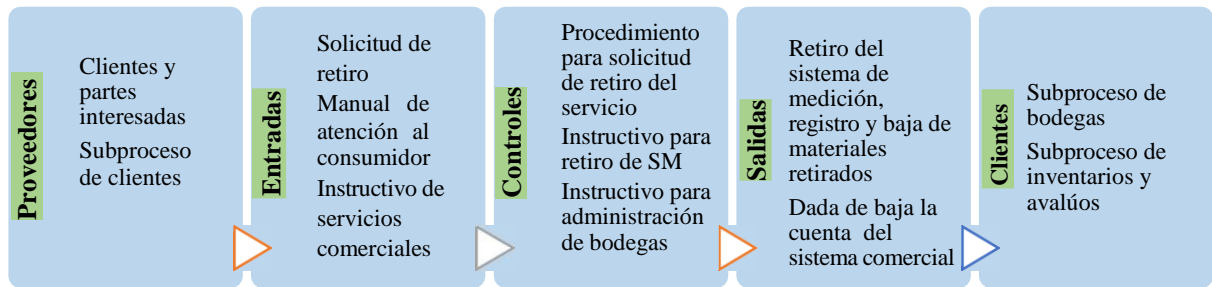 Proveedores
Clientes y
partes
interesadas
Subproceso
de clientes
Entradas
Solicitud de
retiro
Manual de
atención al
consumidor
Instructivo de
servicios
comerciales
Controles
Procedimiento
para solicitud
de retiro del
servicio
Instructivo para
retiro de SM
Instructivo para
administración
de bodegas
Salidas
Retiro del
sistema de
medición,
registro y baja de
materiales
retirados
Dada de baja la
cuenta del
sistema comercial
Clientes
Subproceso de
bodegas
Subproceso de
inventarios y
avalúos